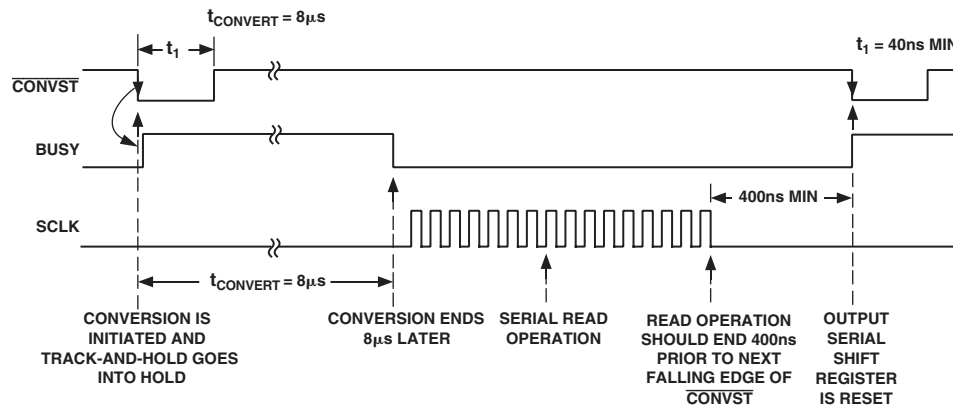 tCONVERT = 8µs
t1
t1 = 40ns MIN
CONVST
BUSY
400ns MIN
SCLK
tCONVERT = 8µs
CONVERSION IS
INITIATED AND
TRACK-AND-HOLD GOES
INTO HOLD
CONVERSION ENDS
8µs LATER
SERIAL READ
OPERATION
READ OPERATION
SHOULD END 400ns
PRIOR TO NEXT
FALLING EDGE OF
CONVST
OUTPUT
SERIAL
SHIFT
REGISTER
IS RESET